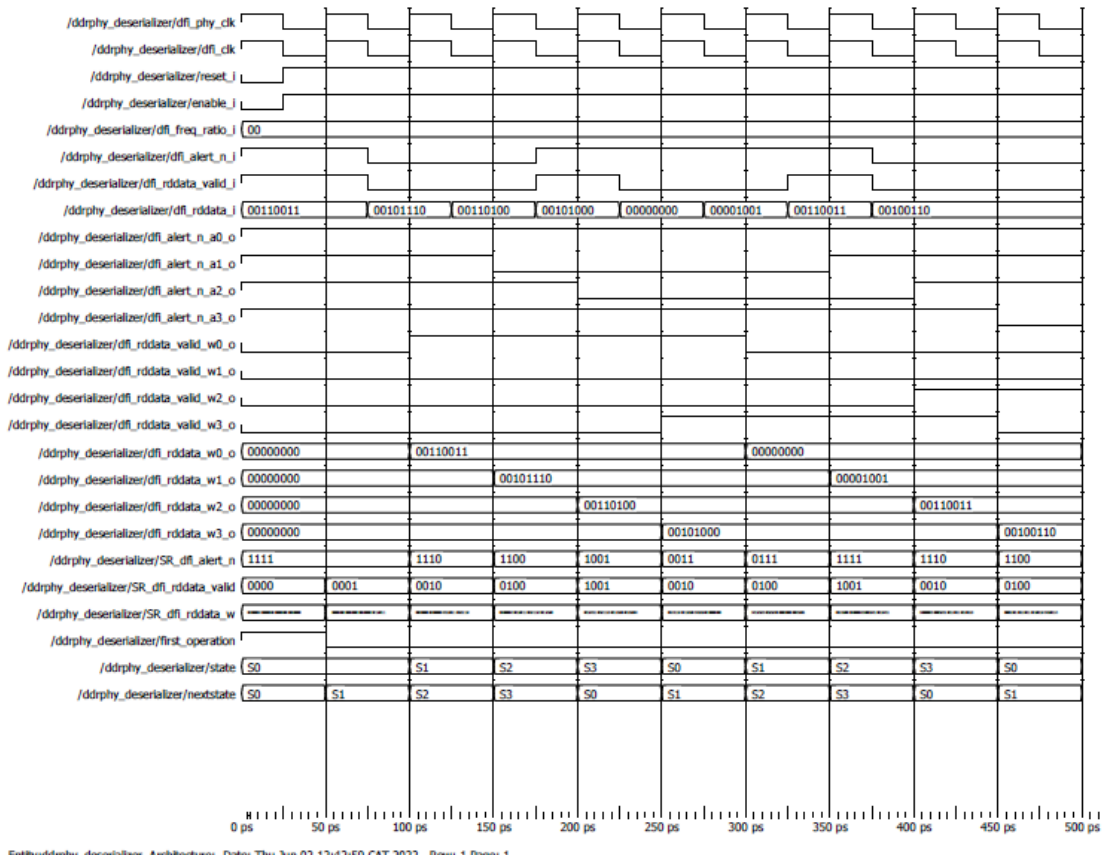 /ddrphy_deserializer/dfi_phy_clk
/ddrphy_deserializer/dfi_clk
/ddrphy_deserializer/reset_i
/ddrphy_deserializer/enable_i
/ddrphy_deserializer/dfi_freq_ratio_i 00
/ddrphy_deserializer/dfi_alert_n_i
/ddrphy_deserializer/dfi_rddata_valid_i
/ddrphy_deserializer/dfi_rddata_i 00110011 00101110 00110100 00101000 00000000 00001001 00110011 00100110
/ddrphy_deserializer/dfi_alert_n_a0_o
/ddrphy_deserializer/dfi_alert_n_a1_o
/ddrphy_deserializer/dfi_alert_n_a2_o
/ddrphy_deserializer/dfi_alert_n_a3_o
/ddrphy_deserializer/dfi_rddata_valid_w0_o
/ddrphy_deserializer/dfi_rddata_valid_w1_o
/ddrphy_deserializer/dfi_rddata_valid_w2_o
/ddrphy_deserializer/dfi_rddata_valid_w3_o
/ddrphy_deserializer/dfi_rddata_w0_o 00000000 00110011 00000000
/ddrphy_deserializer/dfi_rddata_w1_o 00000000 00101110 00001001
/ddrphy_deserializer/dfi_rddata_w2_o 00000000 00110100 00110011
/ddrphy_deserializer/dfi_rddata_w3_o 00000000 00101000 00100110
/ddrphy_deserializer/SR_dfi_alert_n 1111 1110 1100 1001 0011 0111 1111 1110 1100
/ddrphy_deserializer/SR_dfi_rddata_valid 0000 0001 0010 0100 1001 0010 0100 1001 0010 0100
/ddrphy_deserializer/SR_dfi_rddata_w
/ddrphy_deserializer/first_operation
/ddrphy_deserializer/state S0 S1 S2 S3 S0 S1 S2 S3 S0
/ddrphy_deserializer/nextstate S0 S1 S2 S3 S0 S1 S2 S3 S0 S1
0 ps 50 ps 100 ps 150 ps 200 ps 250 ps 300 ps 350 ps 400 ps 450 ps 500 ps